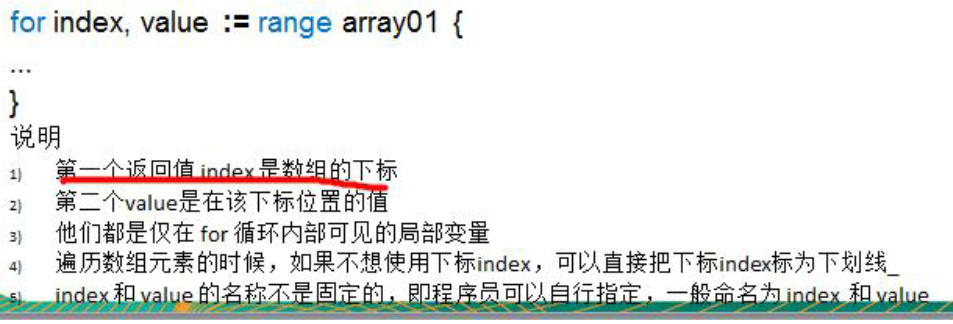 for index, value := range array01 {
...
}
说明
1) 第一个返回值 index 是数组的下标
2) 第二个value是在该下标位置的值
3) 他们都是仅在 for 循环内部可见的局部变量
4) 遍历数组元素的时候，如果不想使用下标index，可以直接把下标index标为下划线_
5) index 和 value 的名称不是固定的，即程序员可以自行指定，一般命名为 index 和 value